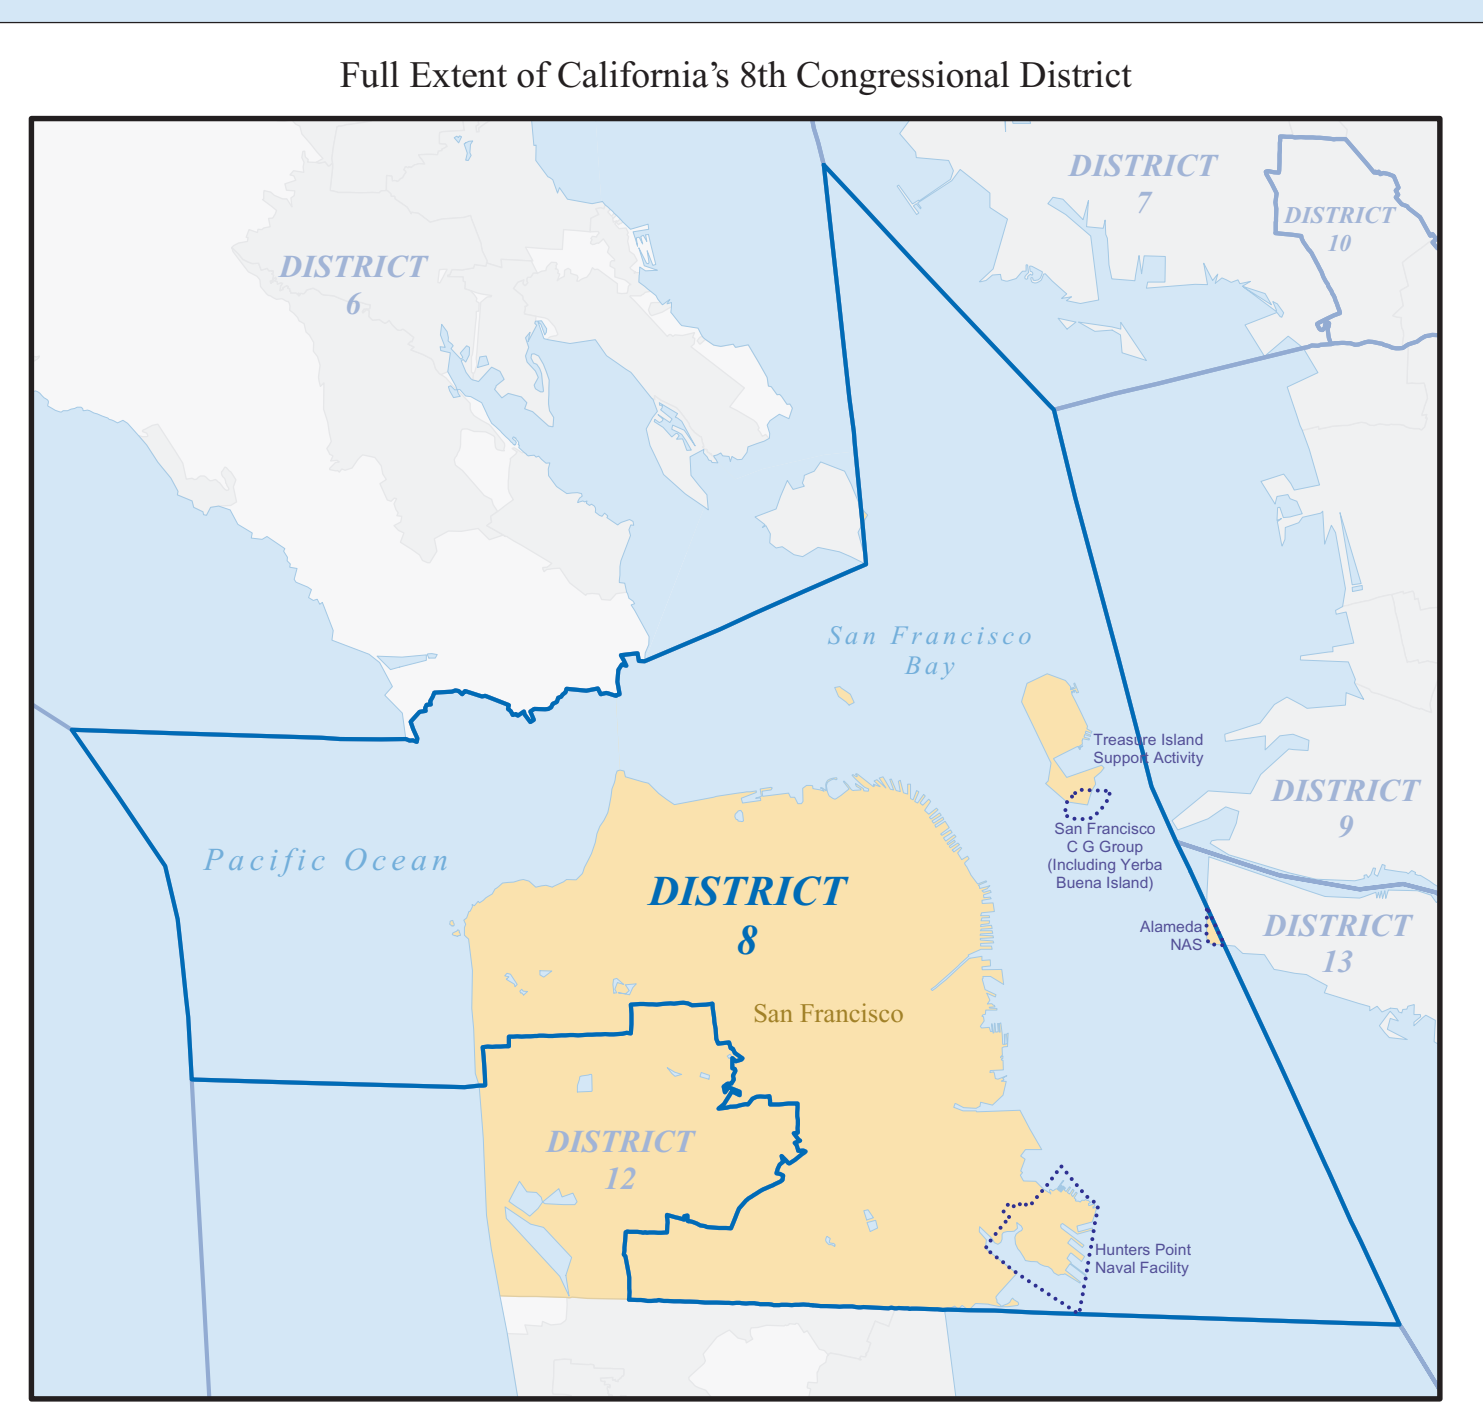 Full Extent of California’s 8th Congressional District
DISTRICT
7
DISTRICT
10
DISTRICT
6
San Francisco
Bay
Treasure Island
Support Activity
DISTRICT
9
San Francisco
C G Group
(Including Yerba
Buena Island)
Pacific Ocean
DISTRICT
8
Alameda
NAS
DISTRICT
13
San Francisco
DISTRICT
12
Hunters Point
Naval Facility